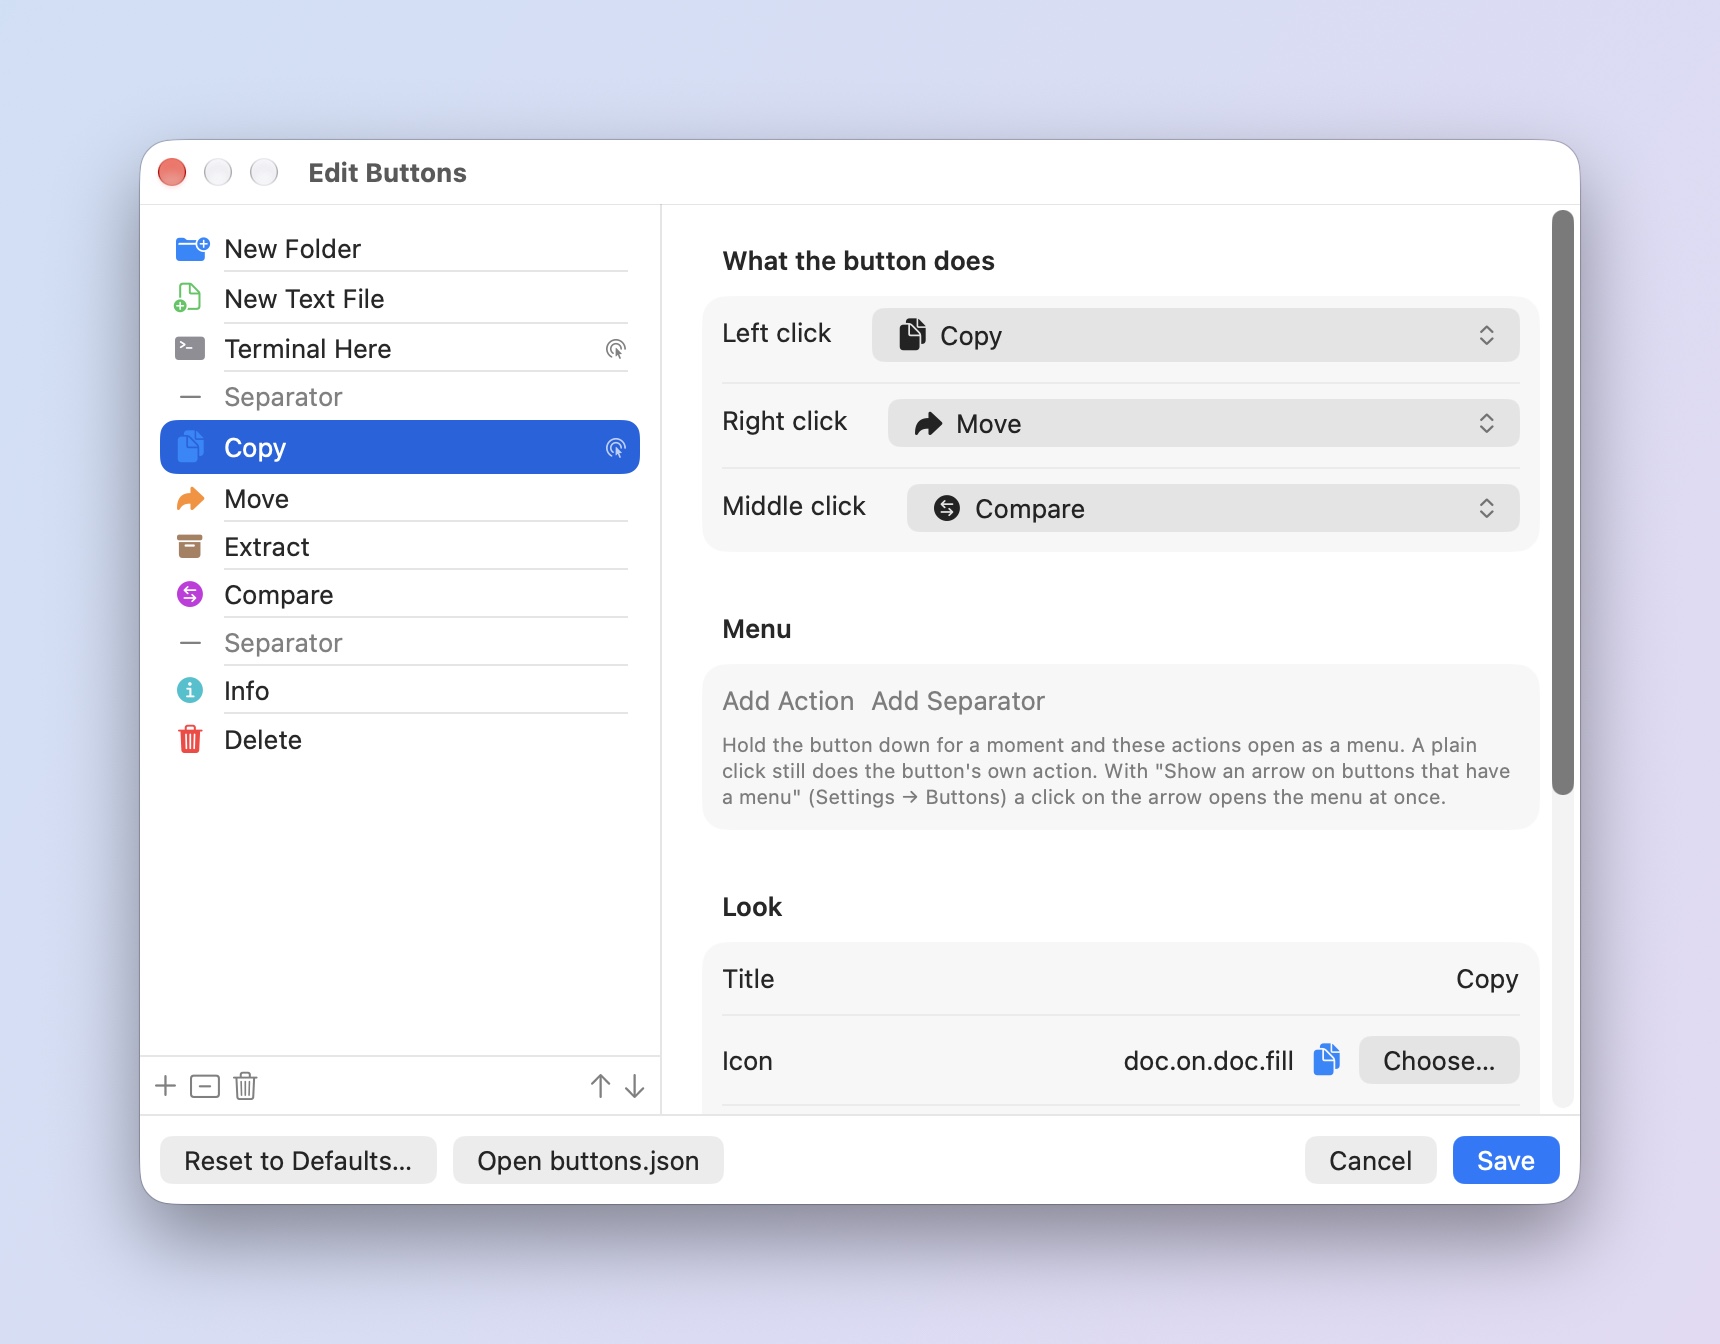 Edit Buttons
New Folder
New Text File
Terminal Here
Separator
Copy
Move
Extract
Compare
Separator
Info
Delete
What the button does
Left click Copy
Right click Move
Middle click Compare
Menu
Add Action Add Separator
Hold the button down for a moment and these actions open as a menu. A plain
click still does the button's own action. With "Show an arrow on buttons that have
a menu" (Settings → Buttons) a click on the arrow opens the menu at once.
Look
Title Copy
Icon doc.on.doc.fill Choose...
Reset to Defaults... Open buttons.json Cancel Save